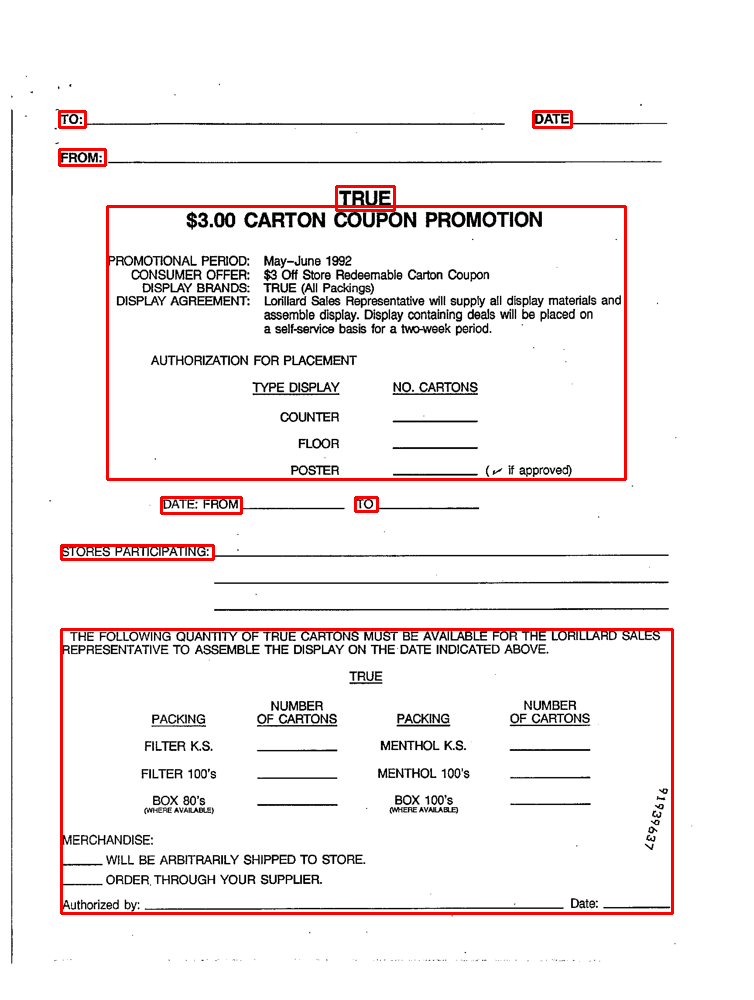 TO: DATE
FROM:
TRUE
$3.00 CARTON COUPON PROMOTION
PROMOTIONAL PERIOD: May-June 1992
CONSUMER OFFER: $3 Off Store Redeemable Carton Coupon
DISPLAY BRANDS: TRUE (All Packings)
DISPLAY AGREEMENT: Lorillard Sales Representative will supply all display materials and
assemble display. Display containing deals will be placed on
a self-service basis for a two-week period.
AUTHORIZATION FOR PLACEMENT
TYPE DISPLAY NO. CARTONS
COUNTER
FLOOR
POSTER (✓ if approved)
DATE: FROM TO
STORES PARTICIPATING:
THE FOLLOWING QUANTITY OF TRUE CARTONS MUST BE AVAILABLE FOR THE LORILLARD SALES
REPRESENTATIVE TO ASSEMBLE THE DISPLAY ON THE DATE INDICATED ABOVE.
TRUE
NUMBER NUMBER
PACKING OF CARTONS PACKING OF CARTONS
FILTER K.S. MENTHOL K.S.
FILTER 100's MENTHOL 100's
BOX 80's BOX 100's
(WHERE AVAILABLE) (WHERE AVAILABLE)
91939637
MERCHANDISE:
WILL BE ARBITRARILY SHIPPED TO STORE.
ORDER THROUGH YOUR SUPPLIER.
Authorized by: Date: